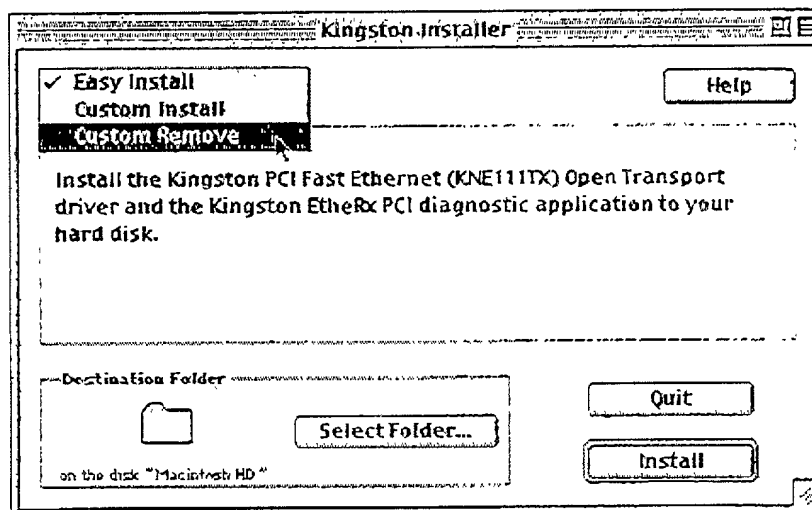 Kingston Installer
✓ Easy Install
Custom Install
Custom Remove
Help
Install the Kingston PCI Fast Ethernet (KNE111TX) Open Transport
driver and the Kingston EtheRx PCI diagnostic application to your
hard disk.
Destination Folder
Select Folder...
on the disk "Macintosh HD"
Quit
Install